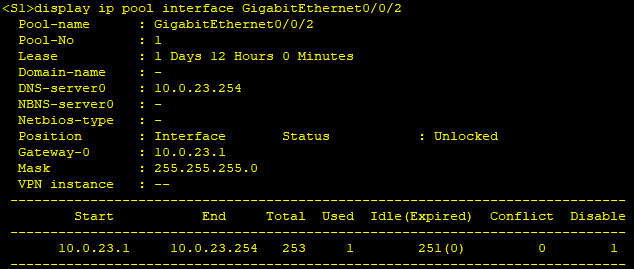 <S1>display ip pool interface GigabitEthernet0/0/2
Pool-name : GigabitEthernet0/0/2
Pool-No : 1
Lease : 1 Days 12 Hours 0 Minutes
Domain-name : -
DNS-server0 : 10.0.23.254
NBNS-server0 : -
Netbios-type : -
Position : Interface Status : Unlocked
Gateway-0 : 10.0.23.1
Mask : 255.255.255.0
VPN instance : --
-----------------------------------------------------------------------------
Start End Total Used Idle(Expired) Conflict Disable
-----------------------------------------------------------------------------
10.0.23.1 10.0.23.254 253 1 251(0) 0 1
-----------------------------------------------------------------------------